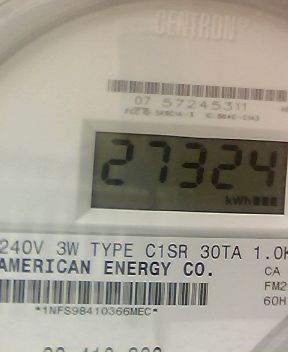 CENTRON®
07 57245311
27324
kWh
240V 3W TYPE C1SR 30TA 1.0K
AMERICAN ENERGY CO.
CA
FM2
60H
*1NFS98410366MEC*